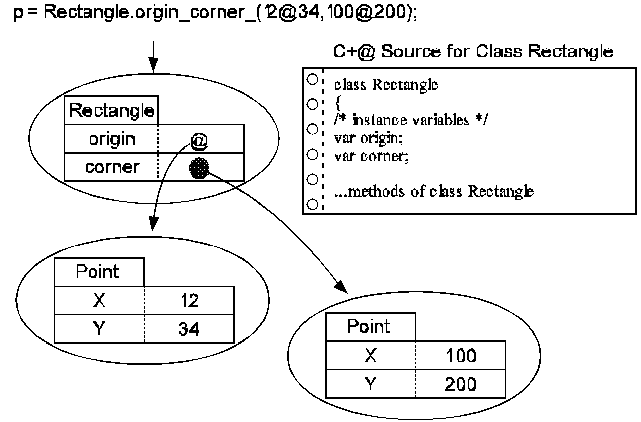 p = Rectangle.orgin_corner_(12@34,100@200);
C+@ Source for Class Rectangle
class Rectangle
{
/* instance variables */
var origin;
var corner;
...methods of class Rectangle
Rectangle
origin @
corner
Point
X 12
Y 34
Point
X 100
Y 200